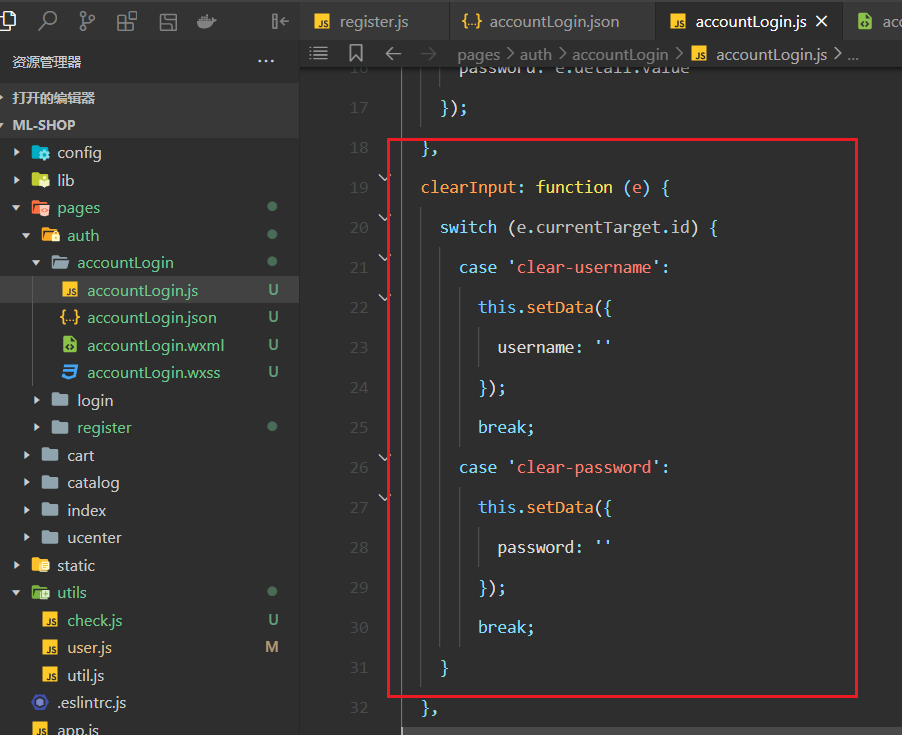 register.js
{..} accountLogin.json
accountLogin.js
资源管理器
pages > auth > accountLogin > accountLogin.js > ...
打开的编辑器
ML-SHOP
config
lib
pages
auth
accountLogin
accountLogin.js U
{..} accountLogin.json U
accountLogin.wxml U
accountLogin.wxss U
login
register
cart
catalog
index
ucenter
static
utils
check.js U
user.js M
util.js
.eslintrc.js
app.js
16 password: e.detail.value
17 });
18 },
19 clearInput: function (e) {
20 switch (e.currentTarget.id) {
21 case 'clear-username':
22 this.setData({
23 username: ''
24 });
25 break;
26 case 'clear-password':
27 this.setData({
28 password: ''
29 });
30 break;
31 }
32 },